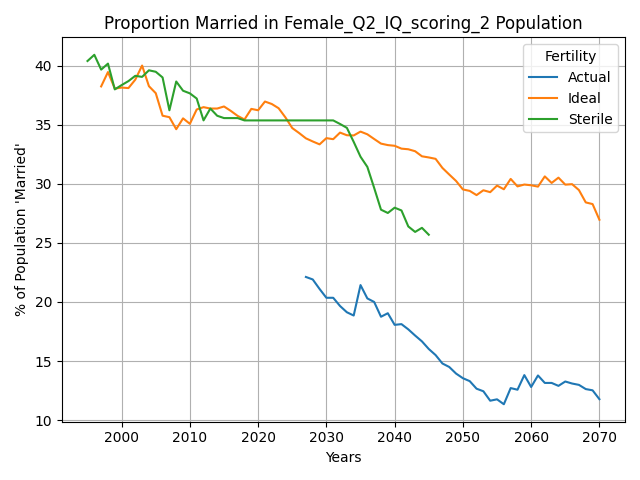 Proportion Married in Female_Q2_IQ_scoring_2 Population
% of Population 'Married'
40
35
30
25
20
15
10
Fertility
Actual
Ideal
Sterile
2000 2010 2020 2030 2040 2050 2060 2070
Years